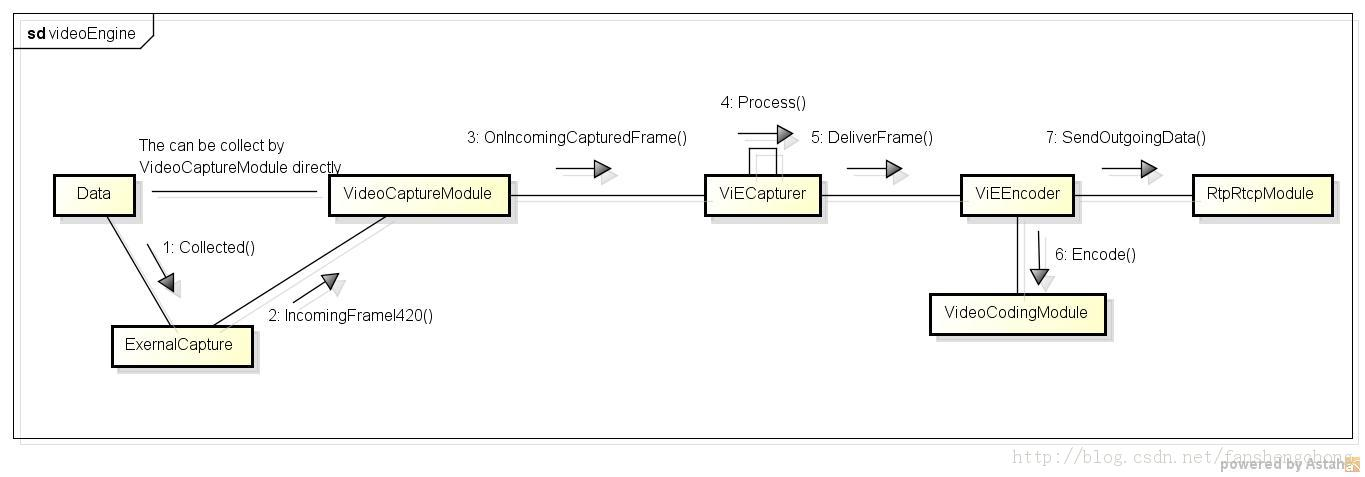 sd videoEngine
4: Process()
The can be collect by
VideoCaptureModule directly
3: OnIncomingCapturedFrame()
5: DeliverFrame()
7: SendOutgoingData()
Data
VideoCaptureModule
ViECapturer
ViEEncoder
RtpRtcpModule
1: Collected()
6: Encode()
2: IncomingFrameI420()
VideoCodingModule
ExernalCapture
http://blog.csdn.net/fanshengchong
powered by Astah